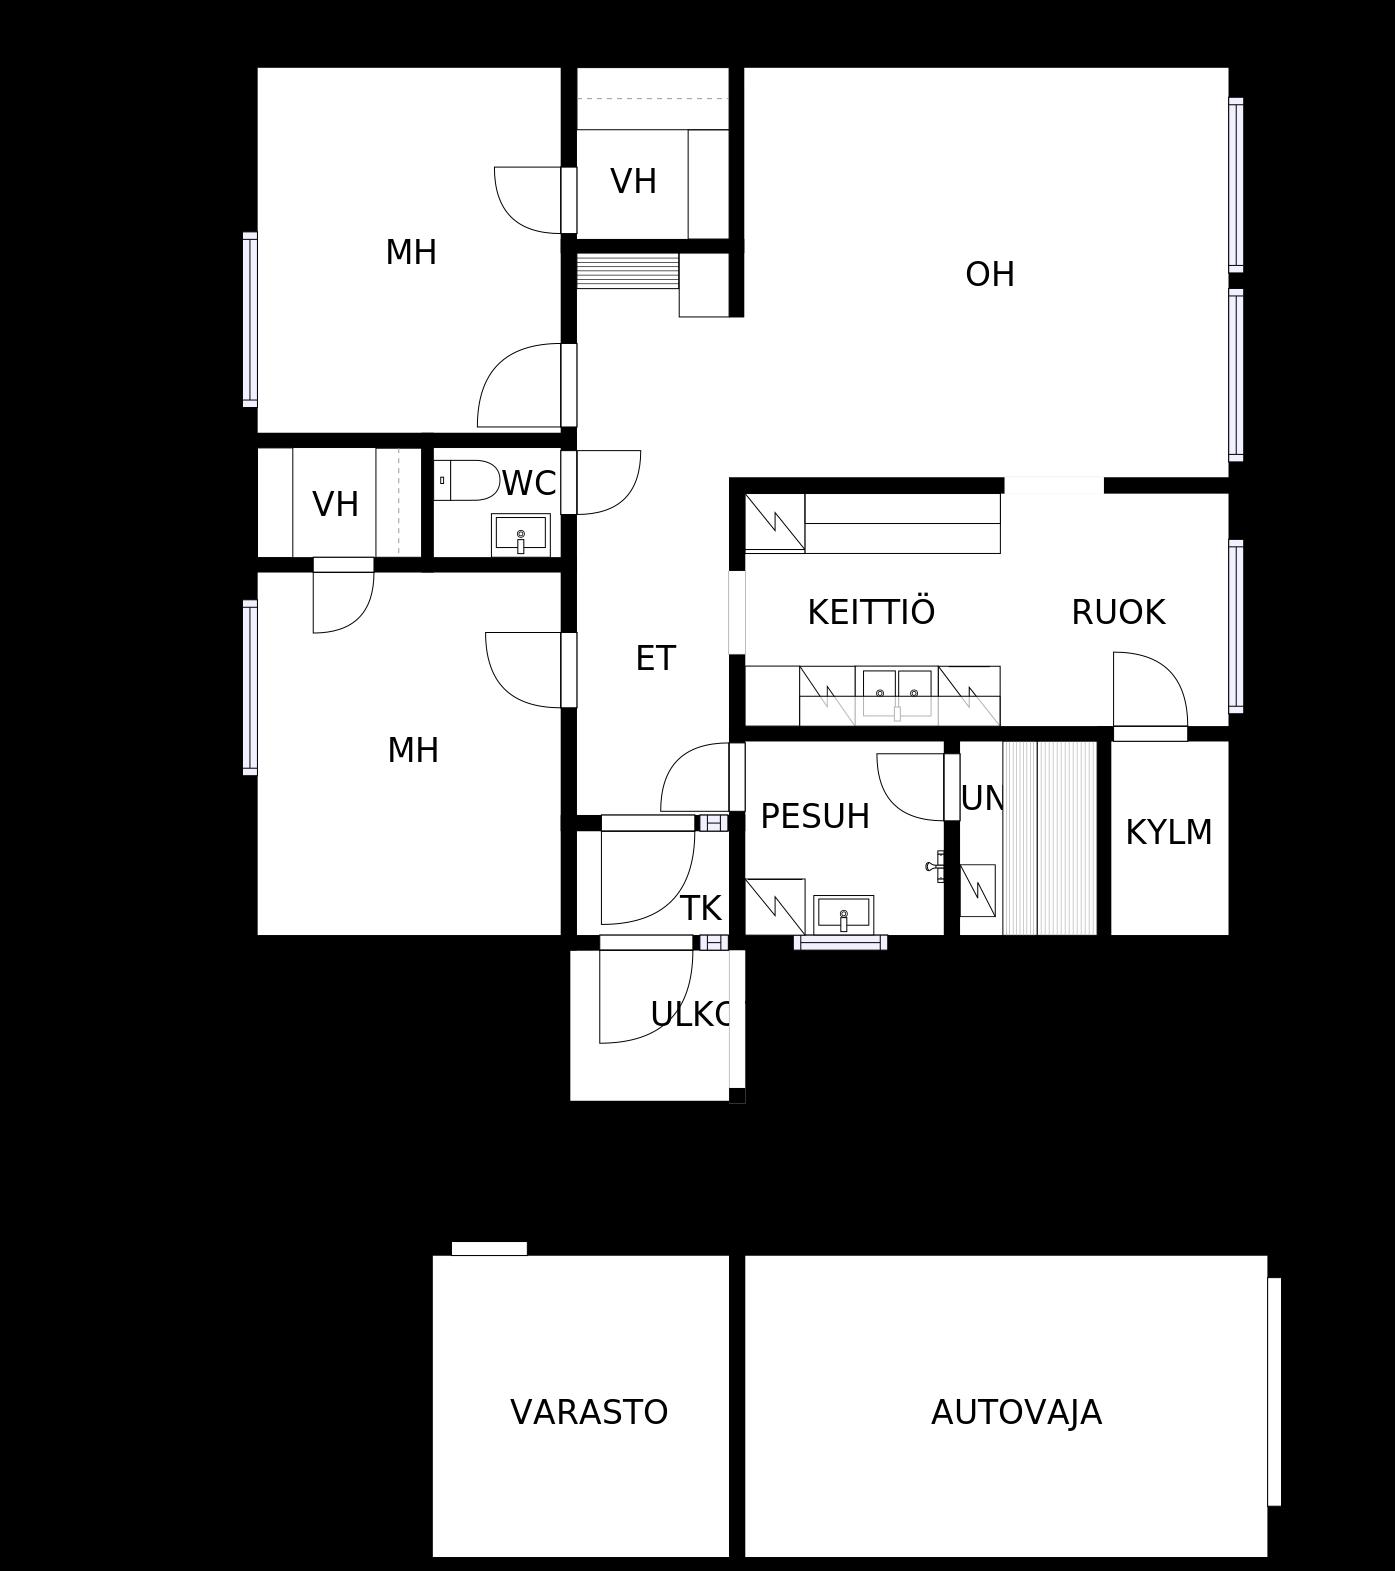 VH
MH
OH
WC
VH
KEITTIÖ
RUOK
ET
MH
UN
PESUH
KYLM
TK
ULKO
VARASTO
AUTOVAJA